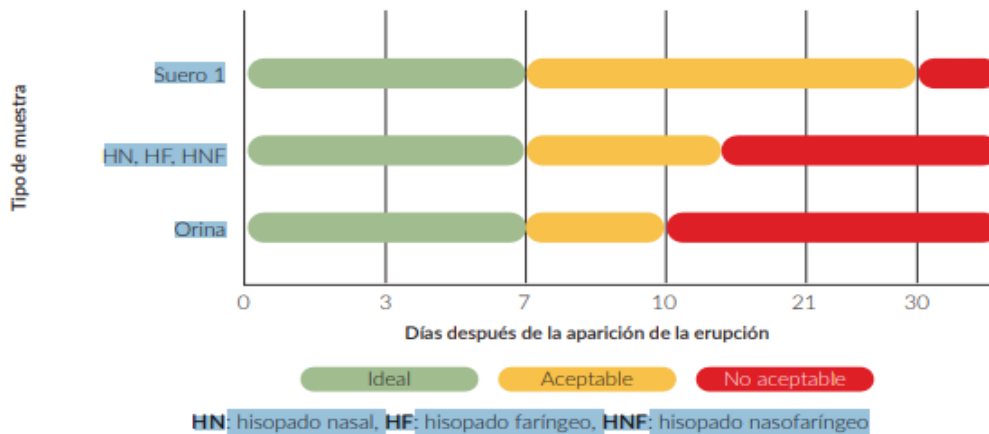 Tipo de muestra
Suero 1
HN, HF, HNF
Orina
0 3 7 10 21 30
Días después de la aparición de la erupción
Ideal Aceptable No aceptable
HN: hisopado nasal, HF: hisopado faríngeo, HNF: hisopado nasofaríngeo